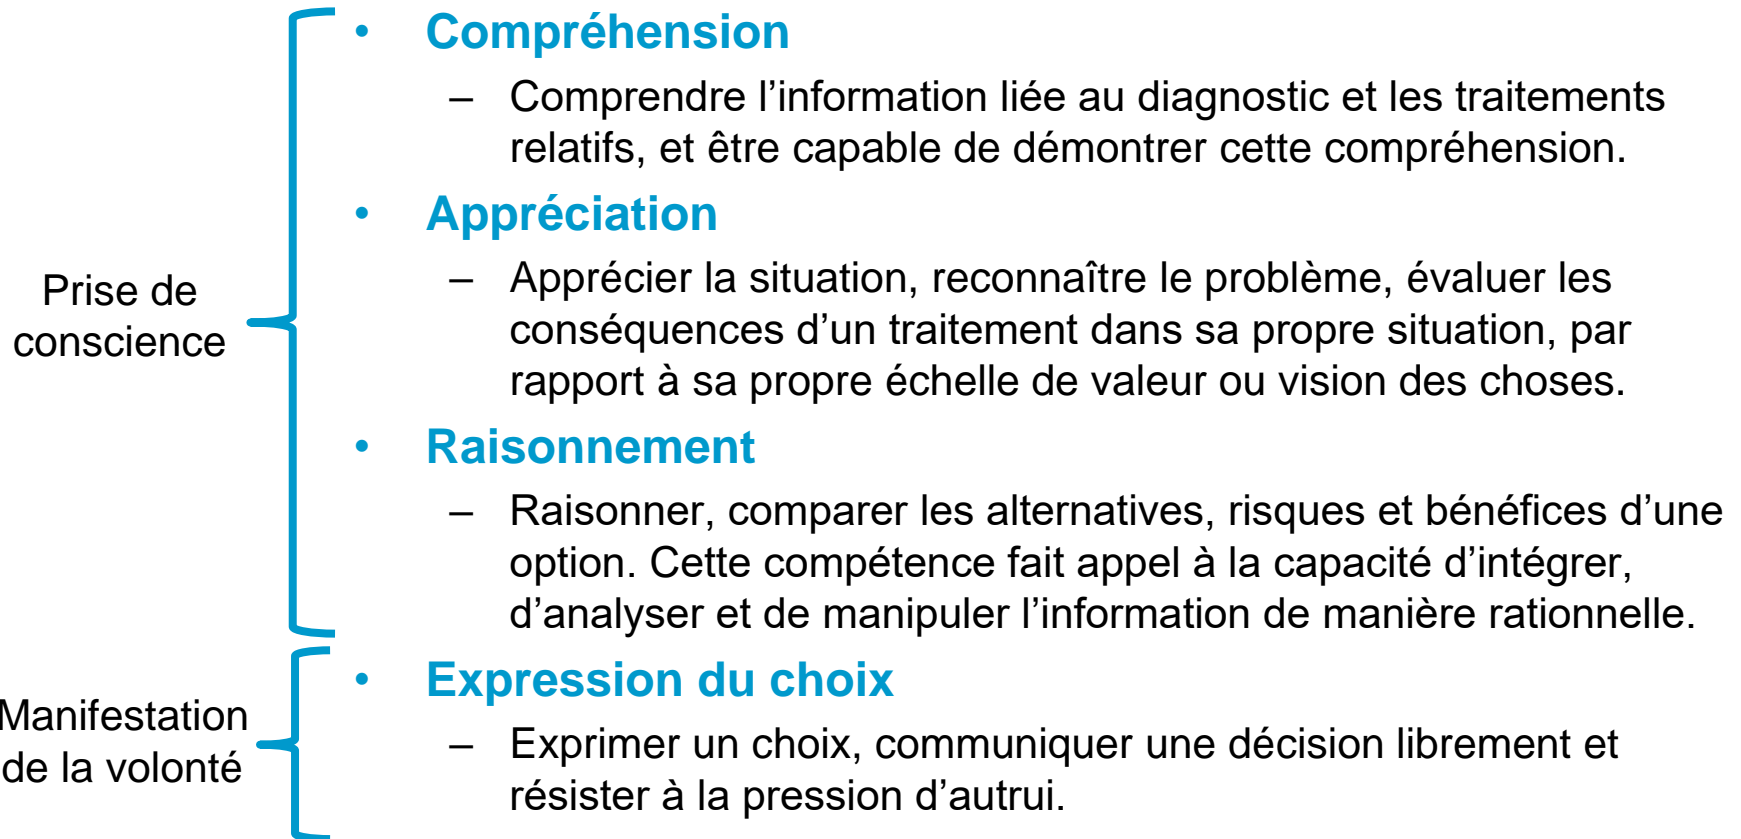 • Compréhension
– Comprendre l’information liée au diagnostic et les traitements
relatifs, et être capable de démontrer cette compréhension.
• Appréciation
– Apprécier la situation, reconnaître le problème, évaluer les
conséquences d’un traitement dans sa propre situation, par
rapport à sa propre échelle de valeur ou vision des choses.
• Raisonnement
– Raisonner, comparer les alternatives, risques et bénéfices d’une
option. Cette compétence fait appel à la capacité d’intégrer,
d’analyser et de manipuler l’information de manière rationnelle.
Prise de
conscience
• Expression du choix
– Exprimer un choix, communiquer une décision librement et
résister à la pression d’autrui.
Manifestation
de la volonté